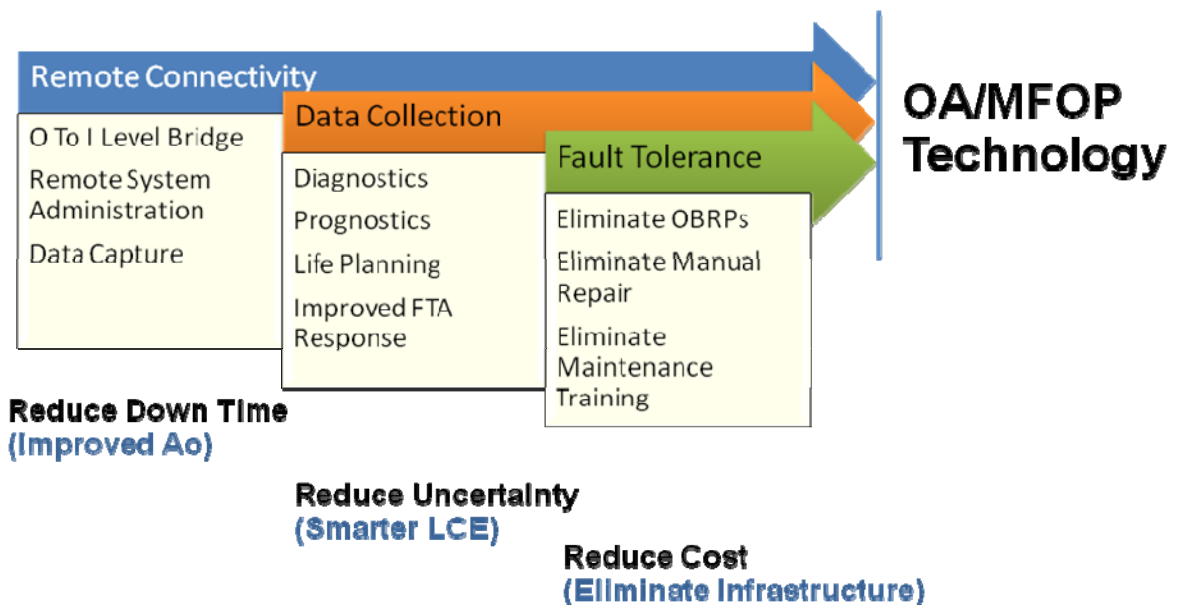 Remote Connectivity
O To I Level Bridge
Remote System
Administration
Data Capture
Data Collection
Diagnostics
Prognostics
Life Planning
Improved FTA
Response
Fault Tolerance
Eliminate OBRPs
Eliminate Manual
Repair
Eliminate
Maintenance
Training
OA/MFOP
Technology
Reduce Down Time
(Improved Ao)
Reduce Uncertainty
(Smarter LCE)
Reduce Cost
(Eliminate Infrastructure)